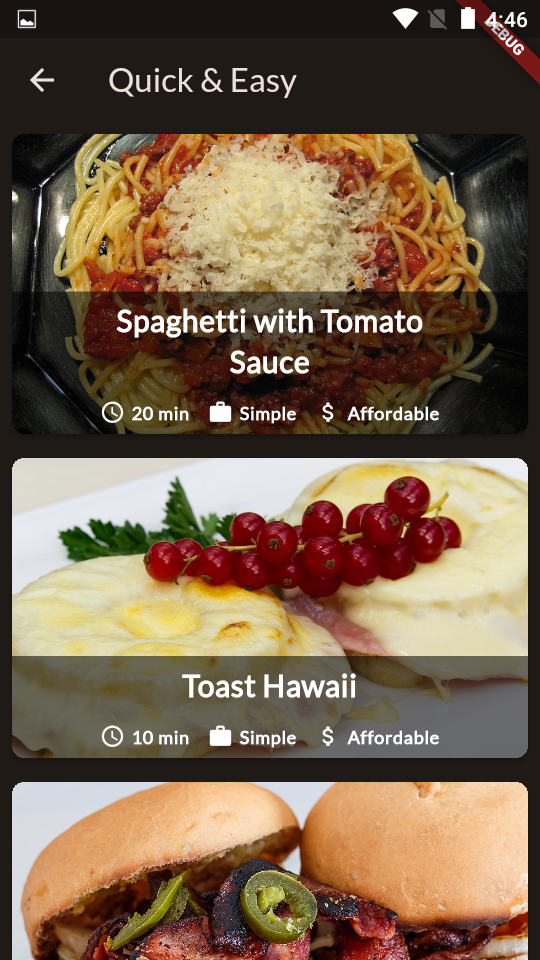 4:46
DEBUG
Quick & Easy
Spaghetti with Tomato
Sauce
20 min Simple $ Affordable
Toast Hawaii
10 min Simple $ Affordable